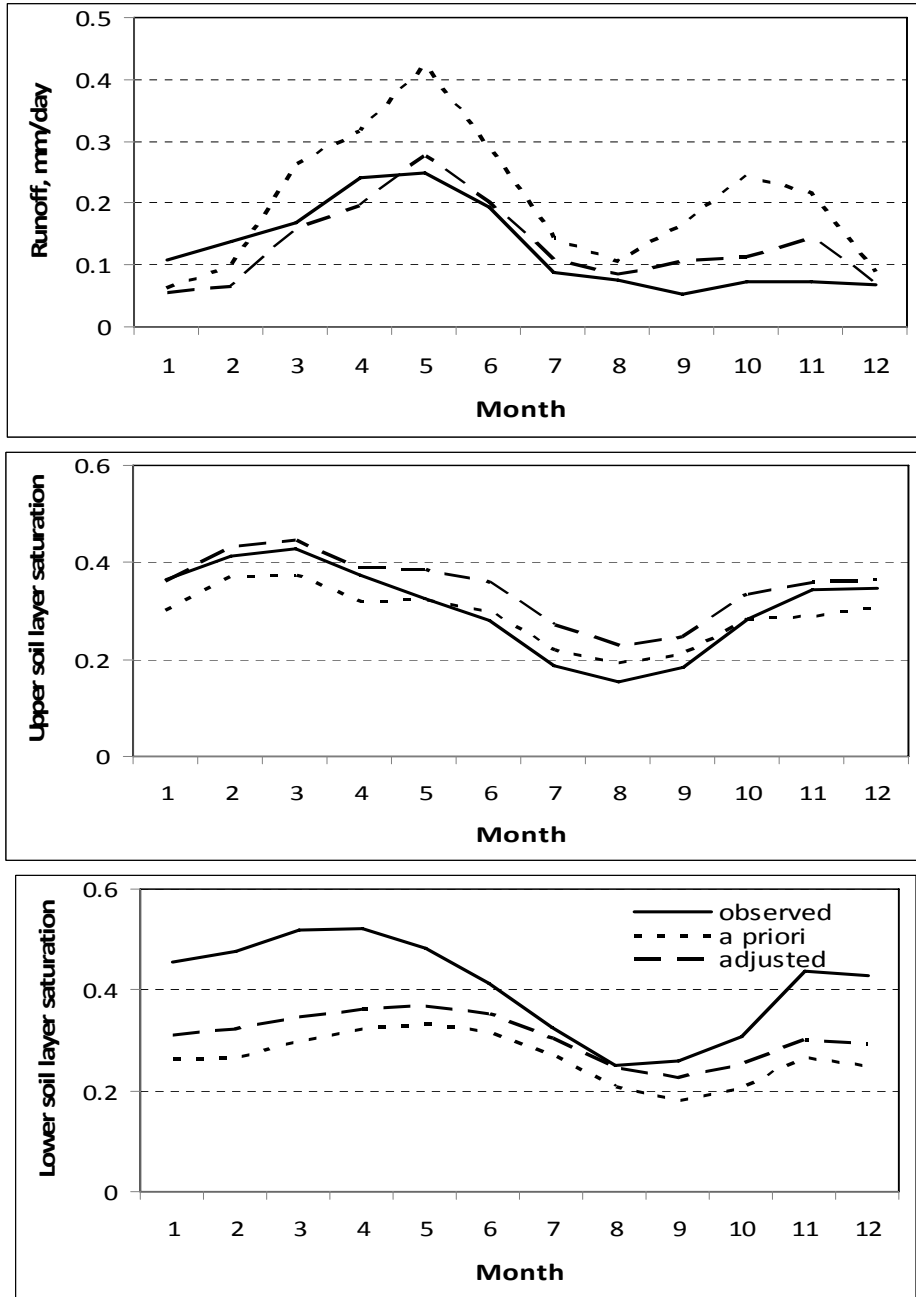 Runoff, mm/day
0.5
0.4
0.3
0.2
0.1
0
1 2 3 4 5 6 7 8 9 10 11 12
Month
Upper soil layer saturation
0.6
0.4
0.2
0
1 2 3 4 5 6 7 8 9 10 11 12
Month
Lower soil layer saturation
0.6
0.4
0.2
0
observed
a priori
adjusted
1 2 3 4 5 6 7 8 9 10 11 12
Month